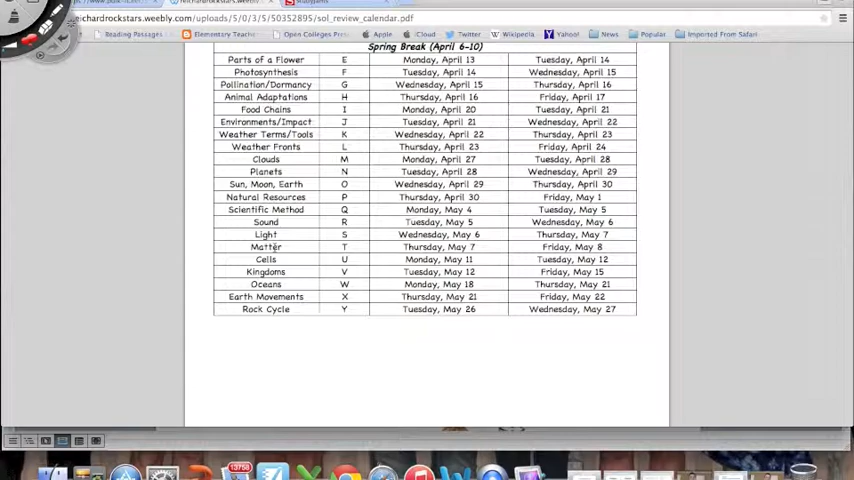 reichardrockstars.weebly.com/uploads/5/0/3/5/50352895/sol_review_calendar.pdf
Reading Passages Elementary Teache Open Colleges Pres Apple iCloud Twitter Wikipedia Yahoo! News Popular Imported From Safari
Spring Break (April 6-10)
Parts of a Flower E Monday, April 13 Tuesday, April 14
Photosynthesis F Tuesday, April 14 Wednesday, April 15
Pollination/Dormancy G Wednesday, April 15 Thursday, April 16
Animal Adaptations H Thursday, April 16 Friday, April 17
Food Chains I Monday, April 20 Tuesday, April 21
Environments/Impact J Tuesday, April 21 Wednesday, April 22
Weather Terms/Tools K Wednesday, April 22 Thursday, April 23
Weather Fronts L Thursday, April 23 Friday, April 24
Clouds M Monday, April 27 Tuesday, April 28
Planets N Tuesday, April 28 Wednesday, April 29
Sun, Moon, Earth O Wednesday, April 29 Thursday, April 30
Natural Resources P Thursday, April 30 Friday, May 1
Scientific Method Q Monday, May 4 Tuesday, May 5
Sound R Tuesday, May 5 Wednesday, May 6
Light S Wednesday, May 6 Thursday, May 7
Matter T Thursday, May 7 Friday, May 8
Cells U Monday, May 11 Tuesday, May 12
Kingdoms V Tuesday, May 12 Friday, May 15
Oceans W Monday, May 18 Thursday, May 21
Earth Movements X Thursday, May 21 Friday, May 22
Rock Cycle Y Tuesday, May 26 Wednesday, May 27
13758